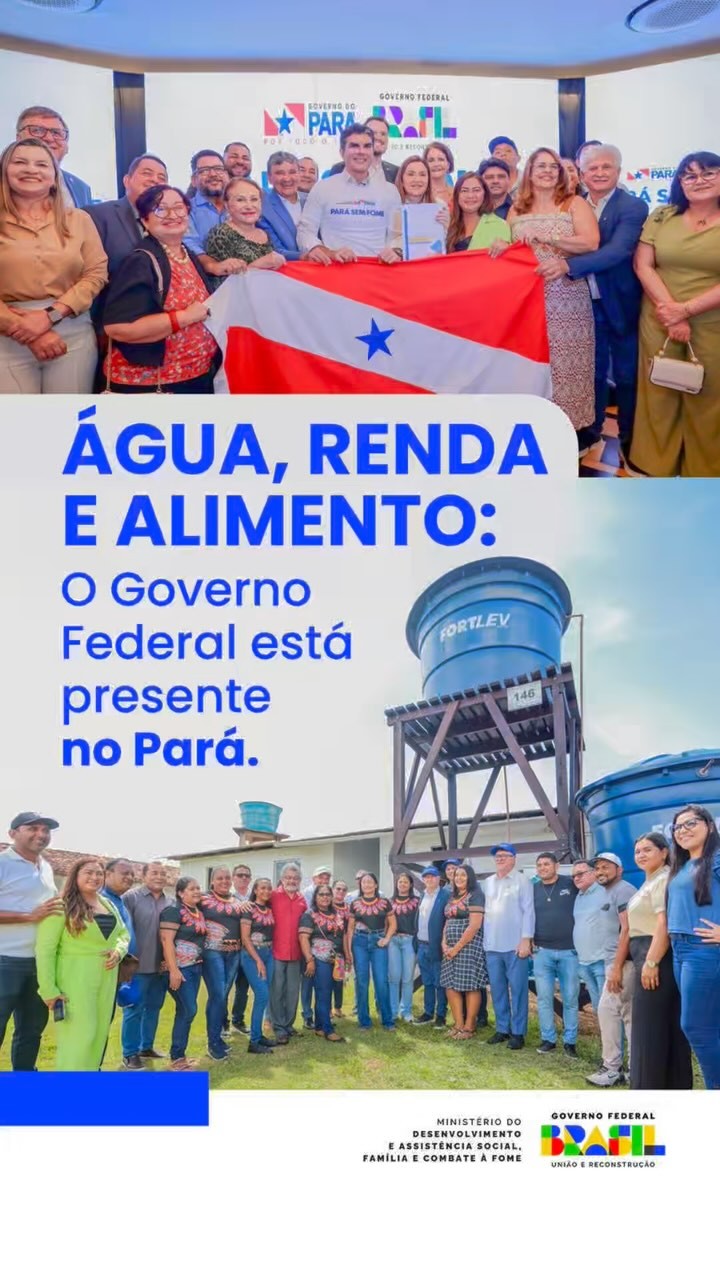 GOVERNO DO
PARÁ
GOVERNO FEDERAL
BRASIL
PARÁ SEM FOME
ÁGUA, RENDA
E ALIMENTO:
O Governo
Federal está
presente
no Pará.
FORTLEV
146
MINISTÉRIO DO
DESENVOLVIMENTO
E ASSISTÊNCIA SOCIAL,
FAMÍLIA E COMBATE À FOME
GOVERNO FEDERAL
BRASIL
UNIÃO E RECONSTRUÇÃO